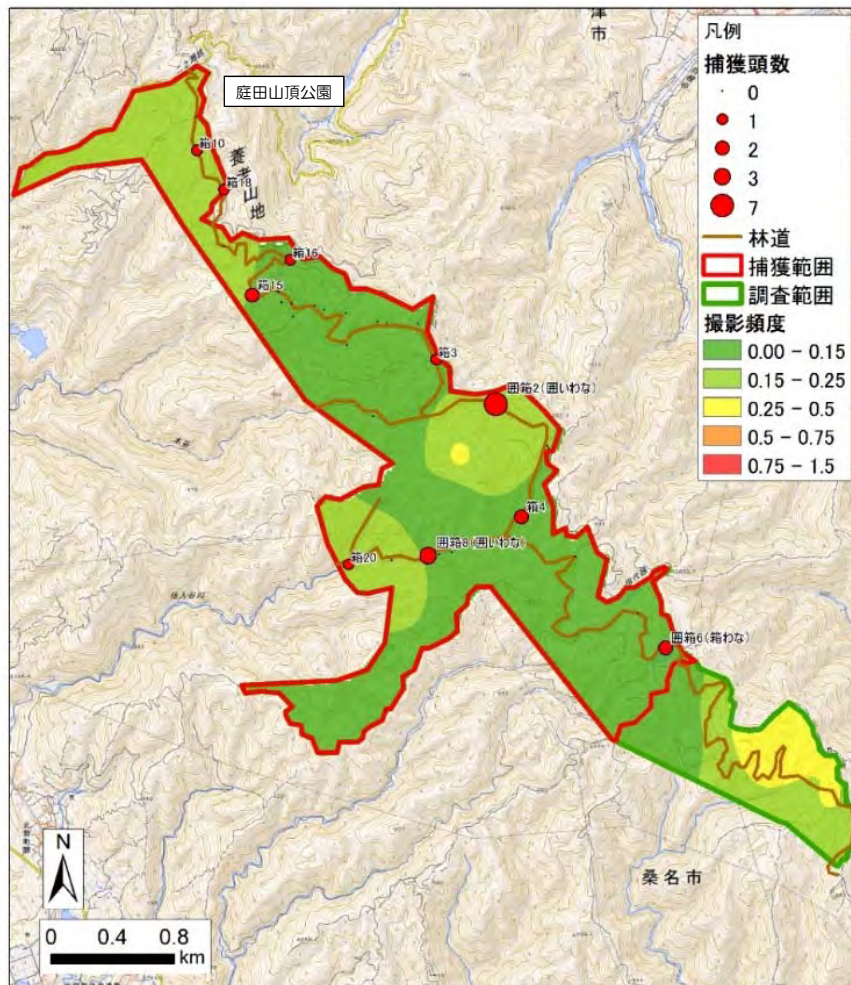 津
市
庭田山頂公園
養老山地
箱10
箱18
箱16
箱15
箱3
囲箱2(囲いわな)
箱4
囲箱8(囲いわな)
箱20
囲箱6(箱わな)
桑名市
凡例
捕獲頭数
0
1
2
3
7
林道
捕獲範囲
調査範囲
撮影頻度
0.00 - 0.15
0.15 - 0.25
0.25 - 0.5
0.5 - 0.75
0.75 - 1.5
N
0 0.4 0.8
km